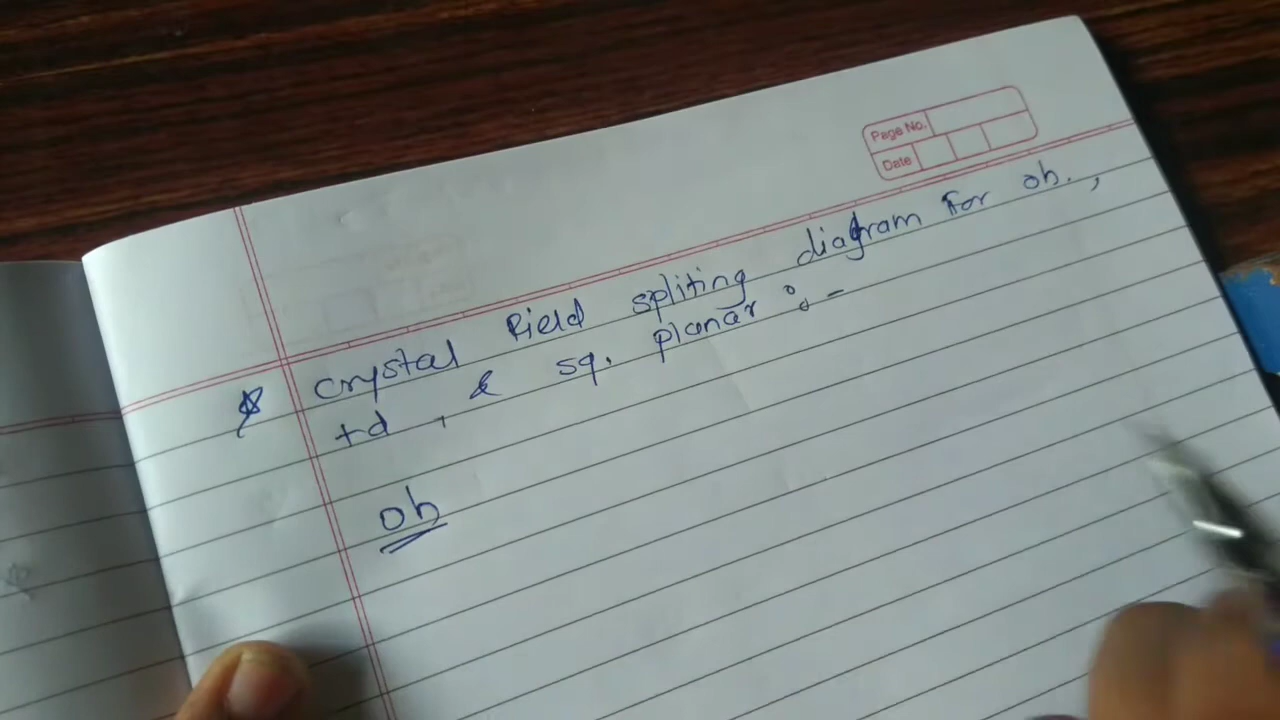 Page No.
Date
crystal field spliting diagram for oh. ,
td , & sq. planar :-
oh